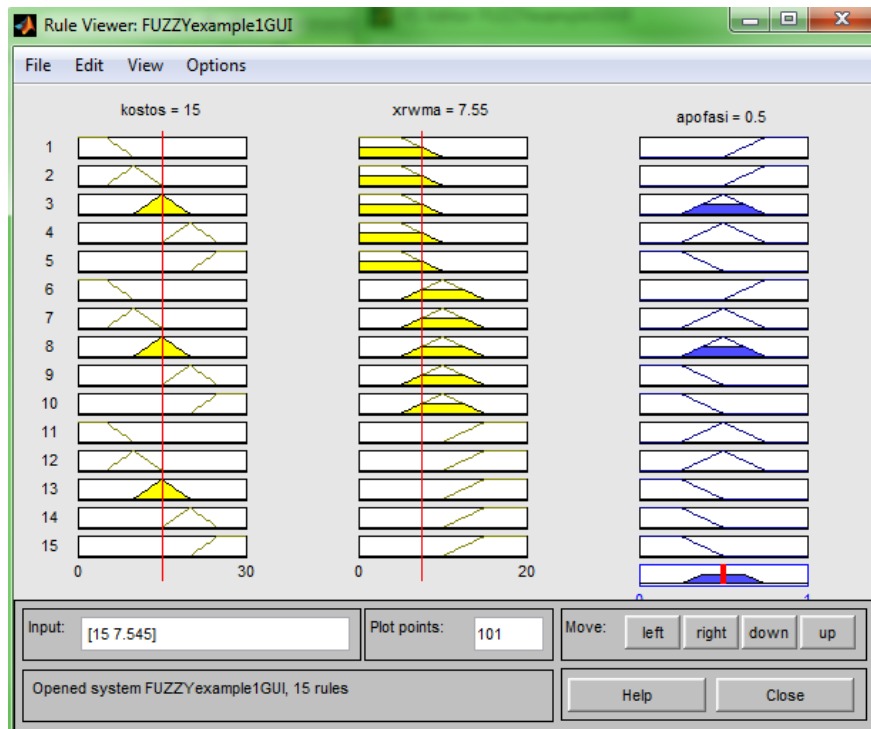 Rule Viewer: FUZZYexample1GUI
File Edit View Options
kostos = 15 xrwma = 7.55 apofasi = 0.5
1
2
3
4
5
6
7
8
9
10
11
12
13
14
15
0 30 0 20
0 1
Input: [15 7.545] Plot points: 101 Move: left right down up
Opened system FUZZYexample1GUI, 15 rules Help Close